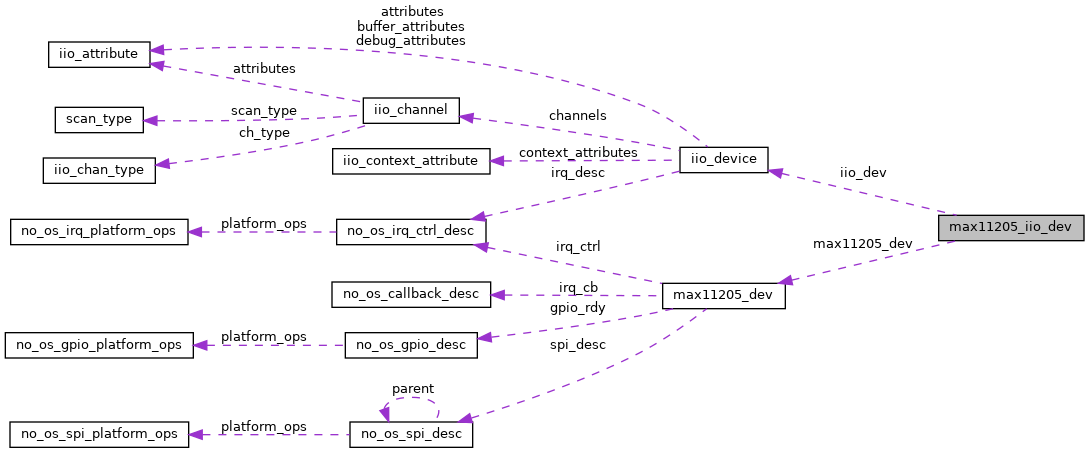 attributes
buffer_attributes
debug_attributes
iio_attribute
attributes
iio_channel
scan_type
scan_type
channels
ch_type
iio_chan_type
iio_context_attribute
context_attributes
iio_device
irq_desc
iio_dev
no_os_irq_platform_ops
platform_ops
no_os_irq_ctrl_desc
max11205_iio_dev
irq_ctrl
max11205_dev
no_os_callback_desc
irq_cb
max11205_dev
gpio_rdy
no_os_gpio_platform_ops
platform_ops
no_os_gpio_desc
spi_desc
parent
no_os_spi_platform_ops
platform_ops
no_os_spi_desc